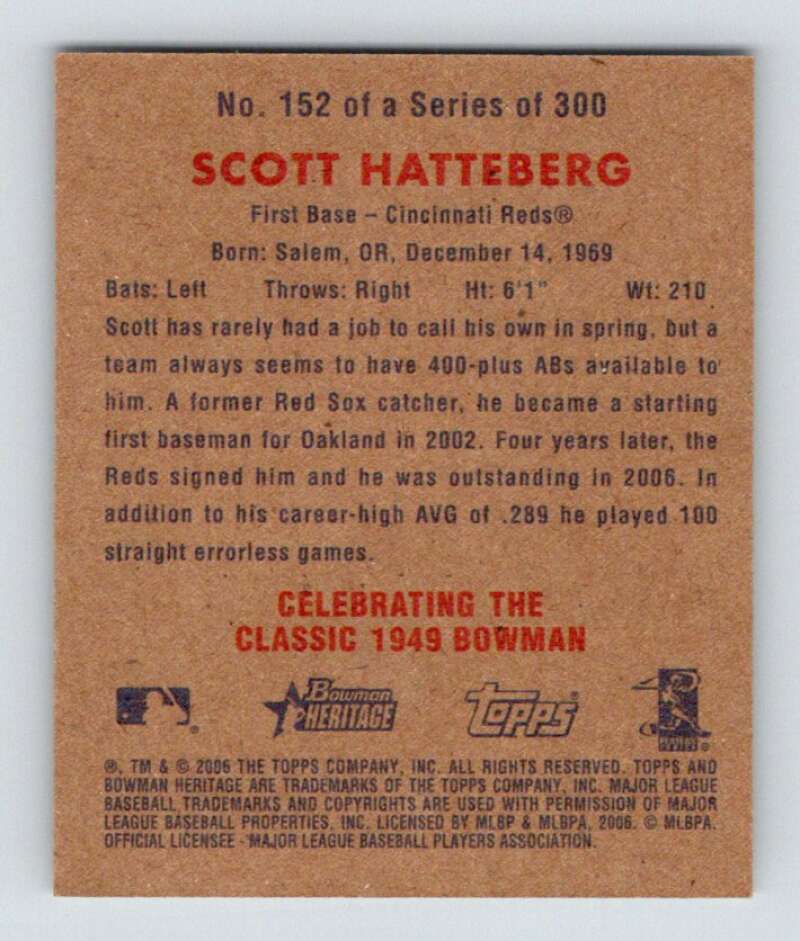 No. 152 of a Series of 300
SCOTT HATTEBERG
First Base – Cincinnati Reds®
Born: Salem, OR, December 14, 1969
Bats: Left Throws: Right Ht: 6'1" Wt: 210
Scott has rarely had a job to call his own in spring, but a
team always seems to have 400-plus ABs available to
him. A former Red Sox catcher, he became a starting
first baseman for Oakland in 2002. Four years later, the
Reds signed him and he was outstanding in 2006. In
addition to his career-high AVG of .289 he played 100
straight errorless games.
CELEBRATING THE
CLASSIC 1949 BOWMAN
Bowman
HERITAGE
topps®
®, TM & © 2006 THE TOPPS COMPANY, INC. ALL RIGHTS RESERVED. TOPPS AND
BOWMAN HERITAGE ARE TRADEMARKS OF THE TOPPS COMPANY, INC. MAJOR LEAGUE
BASEBALL TRADEMARKS AND COPYRIGHTS ARE USED WITH PERMISSION OF MAJOR
LEAGUE BASEBALL PROPERTIES, INC. LICENSED BY MLBP & MLBPA, 2006. © MLBPA.
OFFICIAL LICENSEE - MAJOR LEAGUE BASEBALL PLAYERS ASSOCIATION.